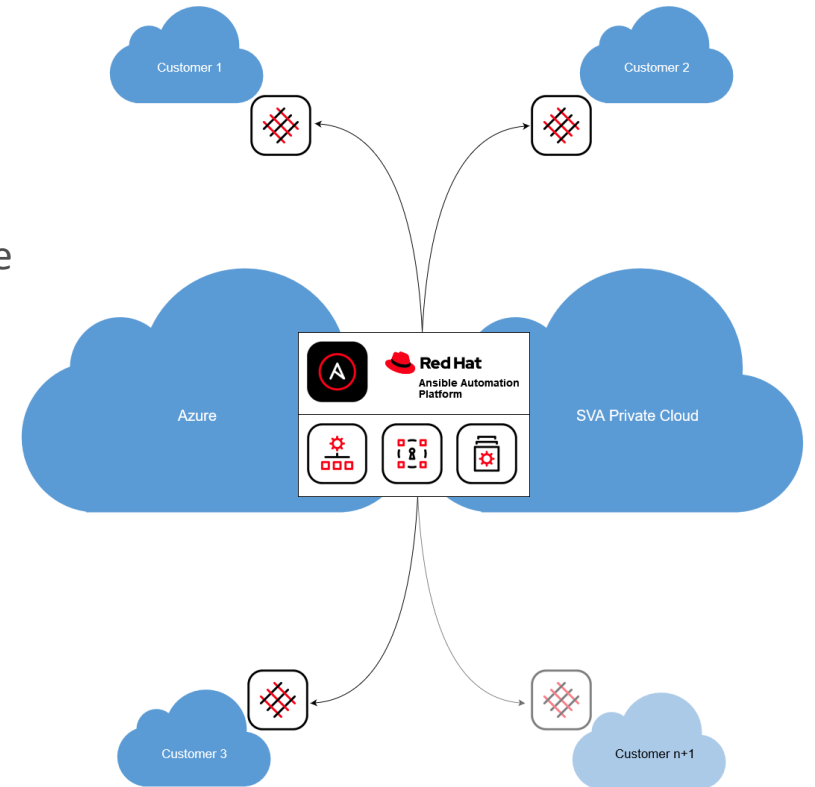 Customer 1
Customer 2
e
Red Hat
Ansible Automation
Platform
Azure
SVA Private Cloud
Customer 3
Customer n+1